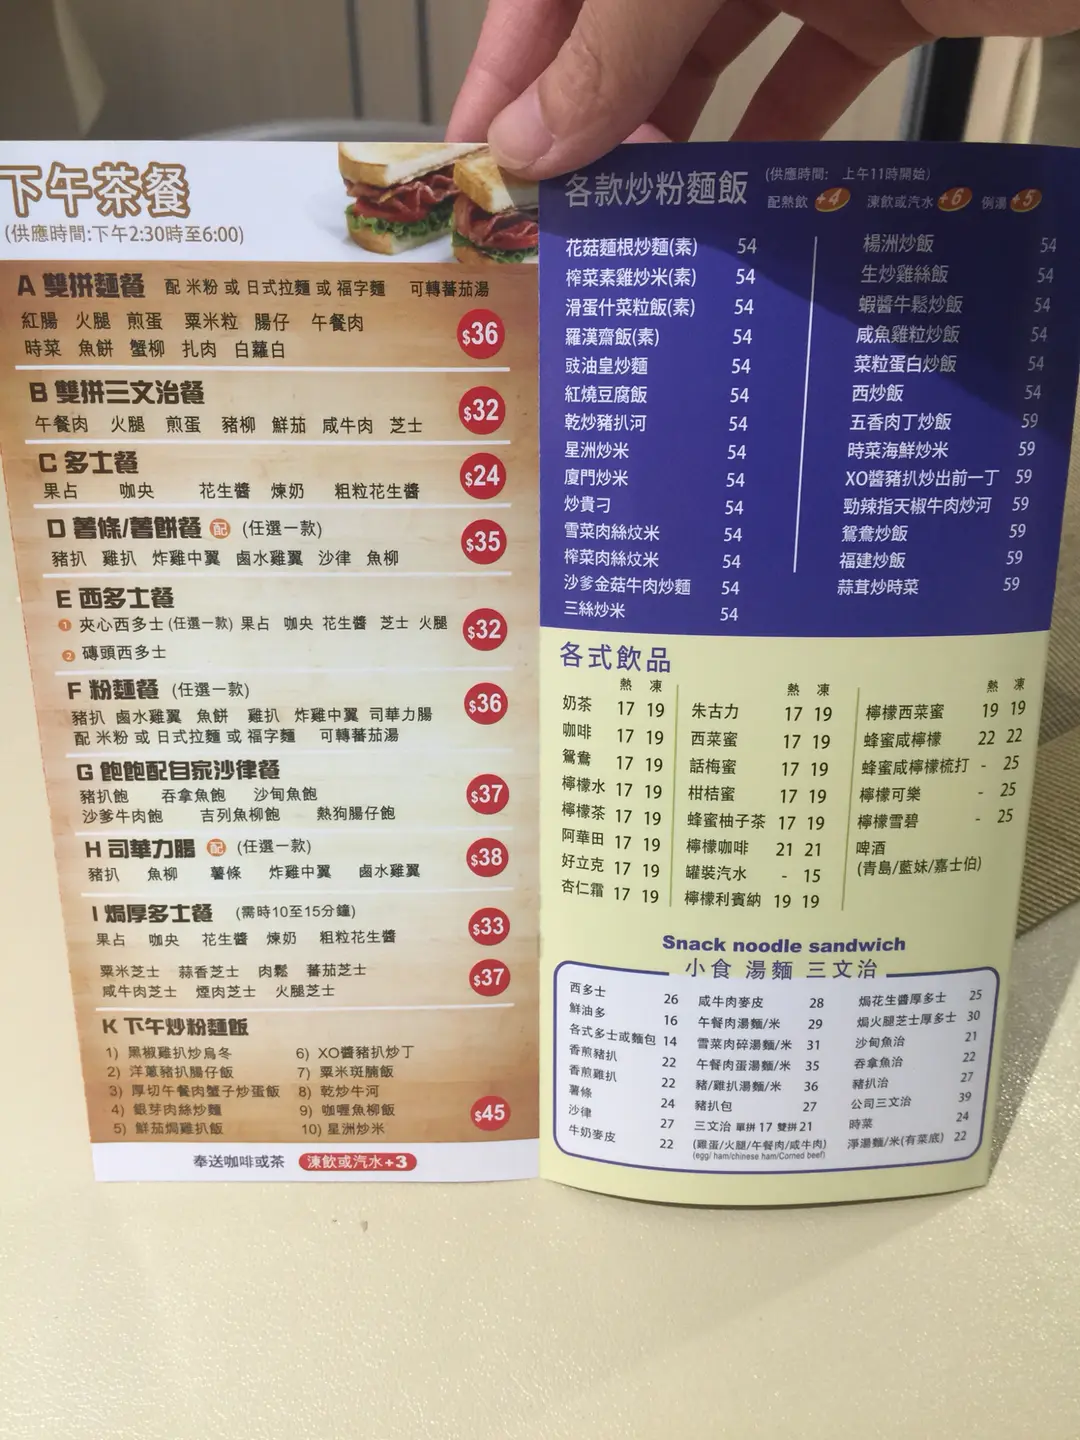 下午茶餐
(供應時間:下午2:30時至6:00)
A 雙拼麵餐 配 米粉 或 日式拉麵 或 福字麵 可轉蕃茄湯
紅腸 火腿 煎蛋 粟米粒 腸仔 午餐肉
時菜 魚餅 蟹柳 扎肉 白蘿白
$36
B 雙拼三文治餐
午餐肉 火腿 煎蛋 豬柳 鮮茄 咸牛肉 芝士
$32
C 多士餐
果占 咖央 花生醬 煉奶 粗粒花生醬
$24
D 薯條/薯餅餐 配 (任選一款)
豬扒 雞扒 炸雞中翼 鹵水雞翼 沙律 魚柳
$35
E 西多士餐
1 夾心西多士(任選一款) 果占 咖央 花生醬 芝士 火腿
2 磚頭西多士
$32
F 粉麵餐 (任選一款)
豬扒 鹵水雞翼 魚餅 雞扒 炸雞中翼 司華力腸
配 米粉 或 日式拉麵 或 福字麵 可轉蕃茄湯
$36
G 飽飽配自家沙律餐
豬扒飽 吞拿魚飽 沙甸魚飽
沙爹牛肉飽 吉列魚柳飽 熱狗腸仔飽
$37
H 司華力腸 配 (任選一款)
豬扒 魚柳 薯條 炸雞中翼 鹵水雞翼
$38
I 焗厚多士餐 (需時10至15分鐘)
果占 咖央 花生醬 煉奶 粗粒花生醬
$33
粟米芝士 蒜香芝士 肉鬆 蕃茄芝士
咸牛肉芝士 煙肉芝士 火腿芝士
$37
K 下午炒粉麵飯
1) 黑椒雞扒炒烏冬
2) 洋蔥豬扒腸仔飯
3) 厚切午餐肉蟹子炒蛋飯
4) 銀芽肉絲炒麵
5) 鮮茄焗雞扒飯
6) XO醬豬扒炒丁
7) 粟米斑腩飯
8) 乾炒牛河
9) 咖喱魚柳飯
10) 星洲炒米
$45
奉送咖啡或茶 凍飲或汽水+3
各款炒粉麵飯 (供應時間: 上午11時開始)
配熱飲 +4 凍飲或汽水 +6 例湯 +5
花菇麵根炒麵(素) 54
榨菜素雞炒米(素) 54
滑蛋什菜粒飯(素) 54
羅漢齋飯(素) 54
豉油皇炒麵 54
紅燒豆腐飯 54
乾炒豬扒河 54
星洲炒米 54
廈門炒米 54
炒貴刁 54
雪菜肉絲炆米 54
榨菜肉絲炆米 54
沙爹金菇牛肉炒麵 54
三絲炒米 54
楊洲炒飯 54
生炒雞絲飯 54
蝦醬牛鬆炒飯 54
咸魚雞粒炒飯 54
菜粒蛋白炒飯 54
西炒飯 54
五香肉丁炒飯 59
時菜海鮮炒米 59
XO醬豬扒炒出前一丁 59
勁辣指天椒牛肉炒河 59
鴛鴦炒飯 59
福建炒飯 59
蒜茸炒時菜 59
各式飲品
熱 凍
奶茶 17 19
咖啡 17 19
鴛鴦 17 19
檸檬水 17 19
檸檬茶 17 19
阿華田 17 19
好立克 17 19
杏仁霜 17 19
熱 凍
朱古力 17 19
西菜蜜 17 19
話梅蜜 17 19
柑桔蜜 17 19
蜂蜜柚子茶 17 19
檸檬咖啡 21 21
罐裝汽水 - 15
檸檬利賓納 19 19
熱 凍
檸檬西菜蜜 19 19
蜂蜜咸檸檬 22 22
蜂蜜咸檸檬梳打 - 25
檸檬可樂 - 25
檸檬雪碧 - 25
啤酒
(青島/藍妹/嘉士伯)
Snack noodle sandwich
小食 湯麵 三文治
西多士 26
鮮油多 16
各式多士或麵包 14
香煎豬扒 22
香煎雞扒 22
薯條 24
沙律 27
牛奶麥皮 22
咸牛肉麥皮 28
午餐肉湯麵/米 29
雪菜肉碎湯麵/米 31
午餐肉蛋湯麵/米 35
豬/雞扒湯麵/米 36
豬扒包 27
三文治 單拼 17 雙拼 21
(雞蛋/火腿/午餐肉/咸牛肉)
(egg/ ham/chinese ham/Corned beef)
焗花生醬厚多士 25
焗火腿芝士厚多士 30
沙甸魚治 21
吞拿魚治 22
豬扒治 27
公司三文治 39
時菜 24
淨湯麵/米(有菜底) 22